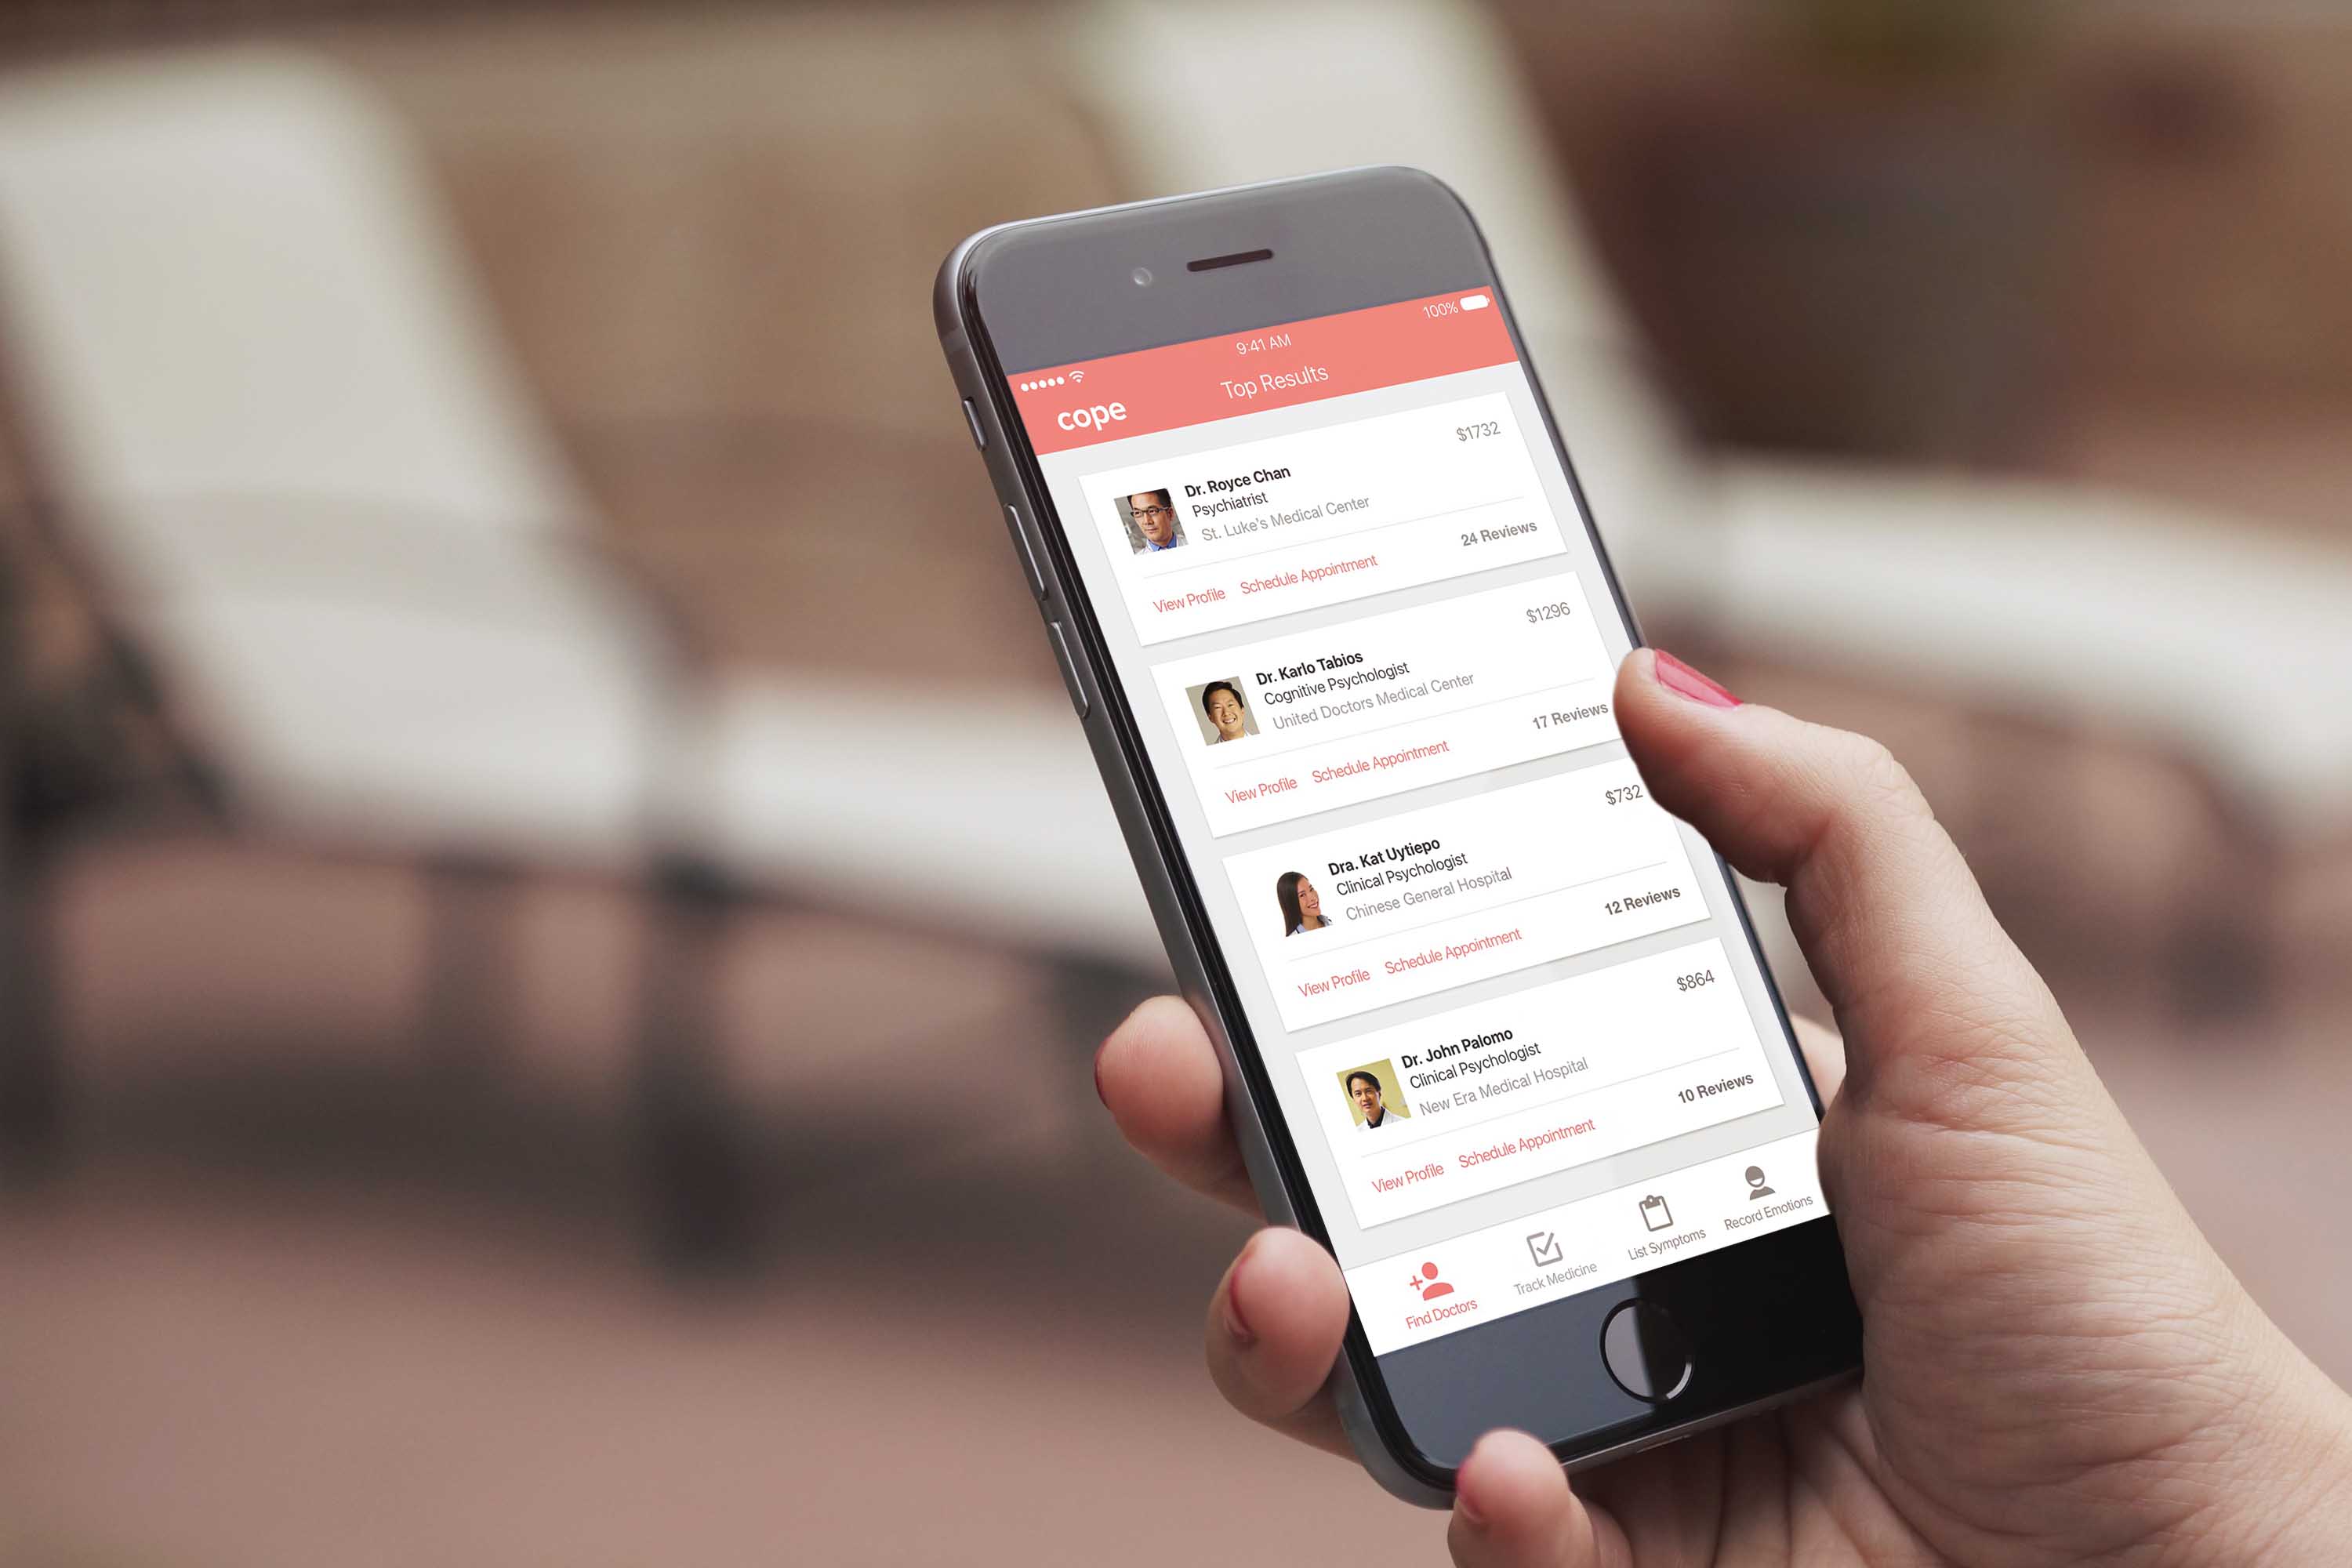 100%
9:41 AM
cope
Top Results
$1732
Dr. Royce Chan
Psychiatrist
St. Luke's Medical Center
24 Reviews
View Profile Schedule Appointment
$1296
Dr. Karlo Tabios
Cognitive Psychologist
United Doctors Medical Center
17 Reviews
View Profile Schedule Appointment
$732
Dra. Kat Uytiepo
Clinical Psychologist
Chinese General Hospital
12 Reviews
View Profile Schedule Appointment
$864
Dr. John Palomo
Clinical Psychologist
New Era Medical Hospital
10 Reviews
View Profile Schedule Appointment
Find Doctors
Track Medicine
List Symptoms
Record Emotions